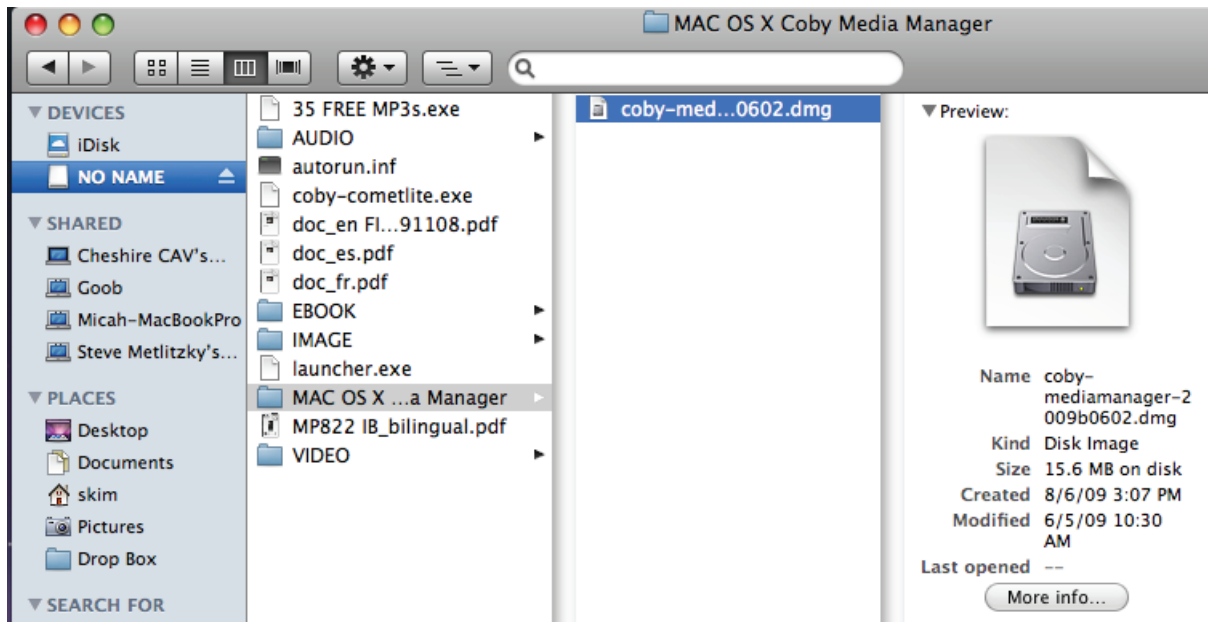 MAC OS X Coby Media Manager
DEVICES
iDisk
NO NAME
SHARED
Cheshire CAV's...
Goob
Micah-MacBookPro
Steve Metlitzky's...
PLACES
Desktop
Documents
skim
Pictures
Drop Box
SEARCH FOR
35 FREE MP3s.exe
AUDIO
autorun.inf
coby-cometlite.exe
doc_en FI...91108.pdf
doc_es.pdf
doc_fr.pdf
EBOOK
IMAGE
launcher.exe
MAC OS X ...a Manager
MP822 IB_bilingual.pdf
VIDEO
coby-med...0602.dmg
Preview:
Name coby-
mediamanager-2
009b0602.dmg
Kind Disk Image
Size 15.6 MB on disk
Created 8/6/09 3:07 PM
Modified 6/5/09 10:30
AM
Last opened --
More info...